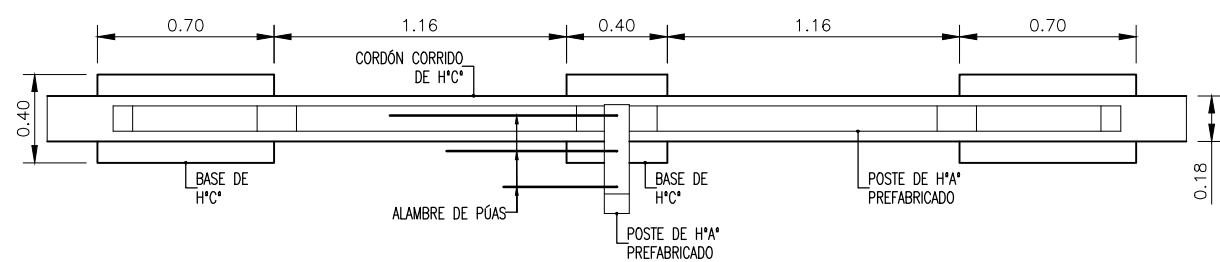 0.70
1.16
0.40
1.16
0.70
CORDÓN CORRIDO
DE H°C°
0.40
0.18
BASE DE
H°C°
BASE DE
H°C°
POSTE DE H°A°
PREFABRICADO
ALAMBRE DE PÚAS
POSTE DE H°A°
PREFABRICADO